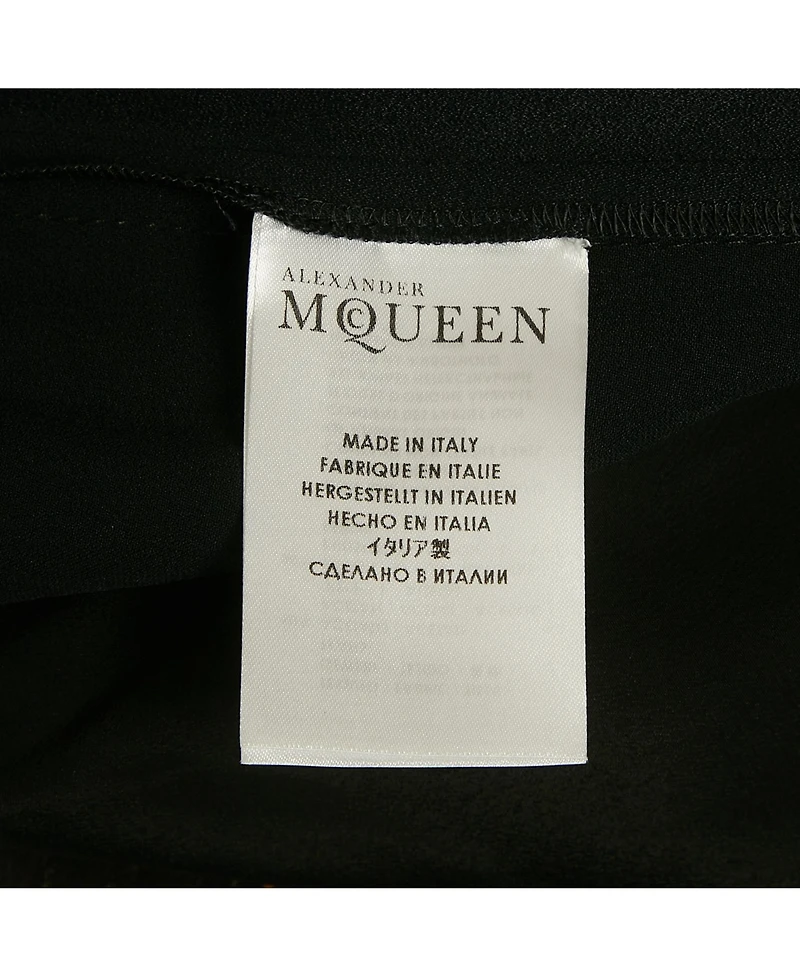 ALEXANDER
McQUEEN
MADE IN ITALY
FABRIQUE EN ITALIE
HERGESTELLT IN ITALIEN
HECHO EN ITALIA
イタリア製
СДЕЛАНО В ИТАЛИИ